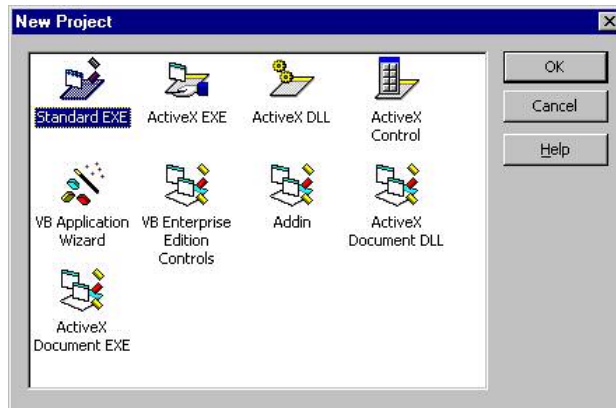 New Project
Standard EXE
ActiveX EXE
ActiveX DLL
ActiveX
Control
VB Application
Wizard
VB Enterprise
Edition
Controls
Addin
ActiveX
Document DLL
ActiveX
Document EXE
OK
Cancel
Help